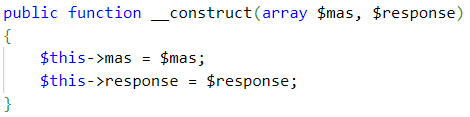 public function __construct(array $mas, $response)
{
    $this->mas = $mas;
    $this->response = $response;
}